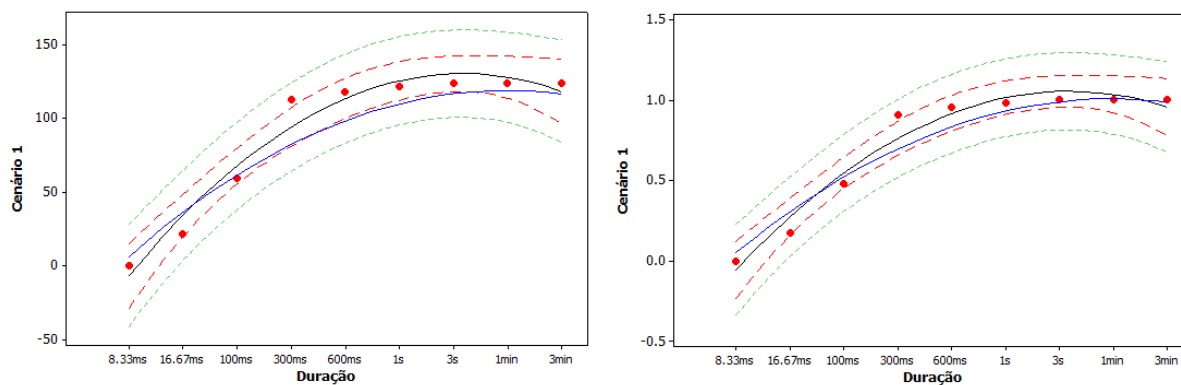 Cenário 1
150
100
50
0
-50
8.33ms 16.67ms 100ms 300ms 600ms 1s 3s 1min 3min
Duração
Cenário 1
1.5
1.0
0.5
0.0
-0.5
8.33ms 16.67ms 100ms 300ms 600ms 1s 3s 1min 3min
Duração